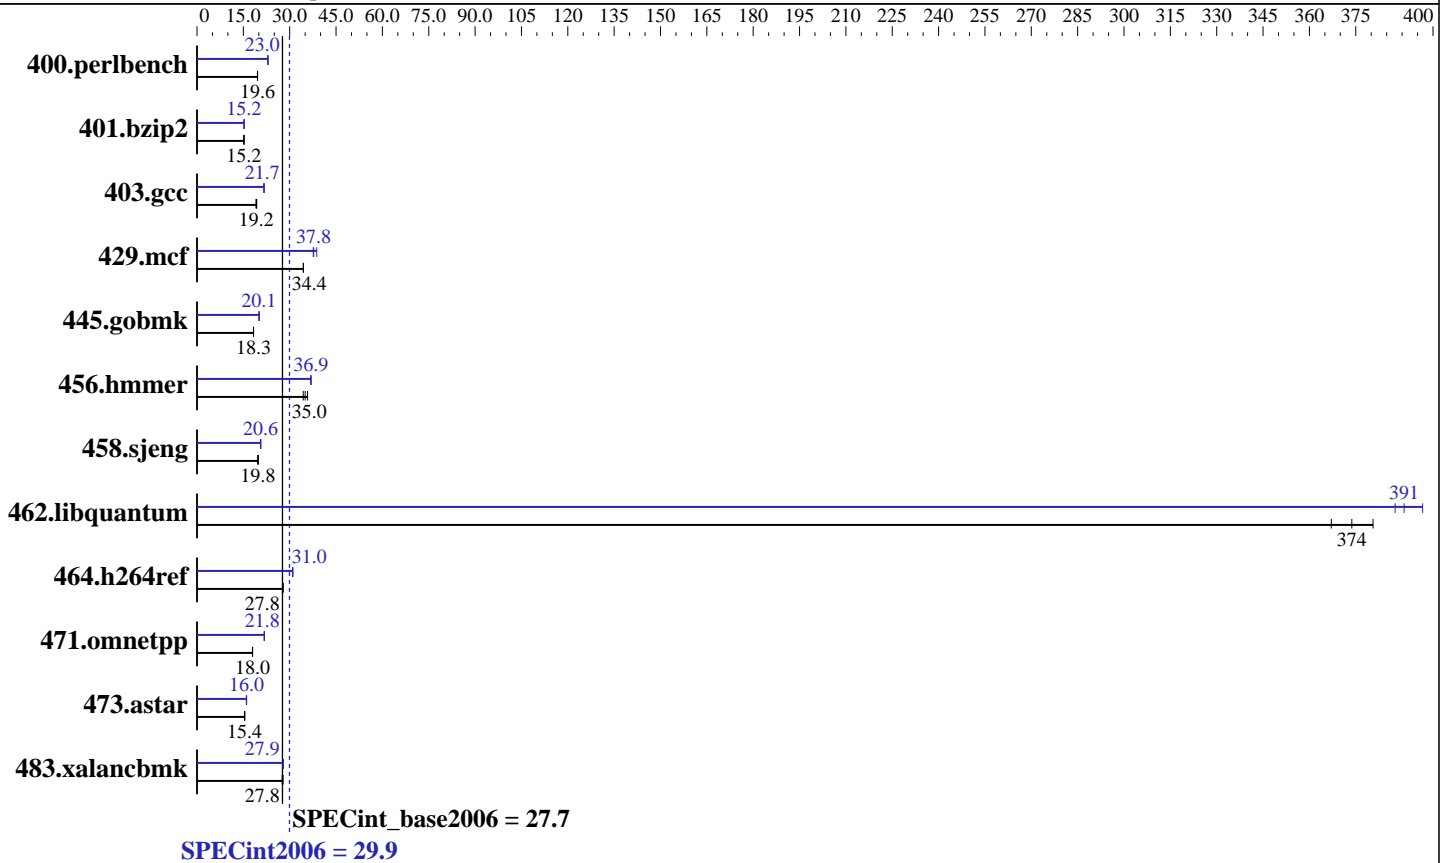 0 15.0 30.0 45.0 60.0 75.0 90.0 105 120 135 150 165 180 195 210 225 240 255 270 285 300 315 330 345 360 375 400
23.0
400.perlbench
19.6
15.2
401.bzip2
15.2
21.7
403.gcc
19.2
37.8
429.mcf
34.4
20.1
445.gobmk
18.3
36.9
456.hmmer
35.0
20.6
458.sjeng
19.8
391
462.libquantum
374
31.0
464.h264ref
27.8
21.8
471.omnetpp
18.0
16.0
473.astar
15.4
27.9
483.xalancbmk
27.8
SPECint_base2006 = 27.7
SPECint2006 = 29.9